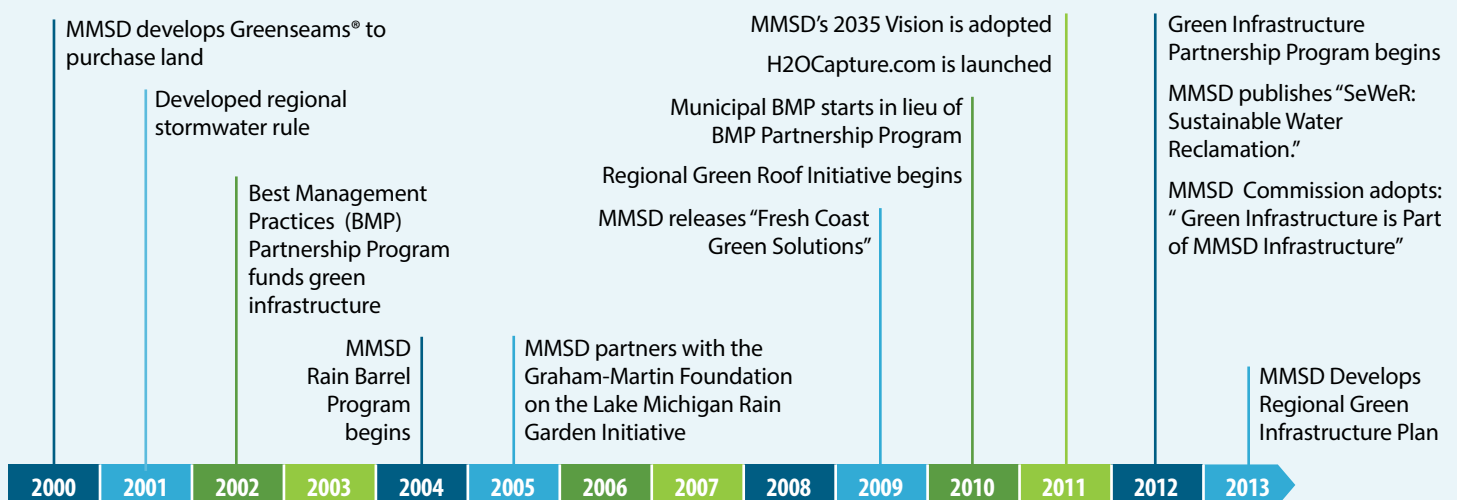 MMSD develops Greenseams® to
purchase land
Developed regional
stormwater rule
Best Management
Practices (BMP)
Partnership Program
funds green
infrastructure
MMSD
Rain Barrel
Program
begins
MMSD partners with the
Graham-Martin Foundation
on the Lake Michigan Rain
Garden Initiative
MMSD releases “Fresh Coast
Green Solutions”
Municipal BMP starts in lieu of
BMP Partnership Program
Regional Green Roof Initiative begins
MMSD’s 2035 Vision is adopted
H2OCapture.com is launched
Green Infrastructure
Partnership Program begins
MMSD publishes “SeWeR:
Sustainable Water
Reclamation.”
MMSD Commission adopts:
“ Green Infrastructure is Part
of MMSD Infrastructure”
MMSD Develops
Regional Green
Infrastructure Plan
2000 2001 2002 2003 2004 2005 2006 2007 2008 2009 2010 2011 2012 2013